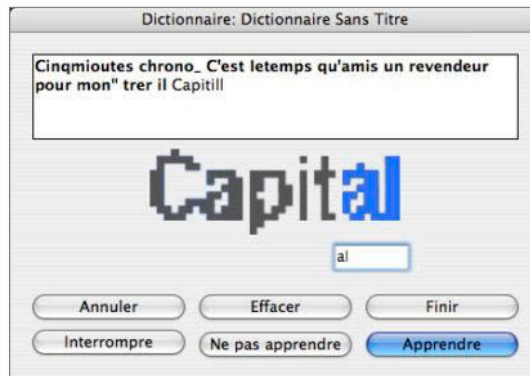 Dictionnaire: Dictionnaire Sans Titre
Cinqmioutes chrono_ C'est letemps qu'amis un revendeur
pour mon" trer il Capitill
Capital
al
Annuler Effacer Finir
Interrompre Ne pas apprendre Apprendre